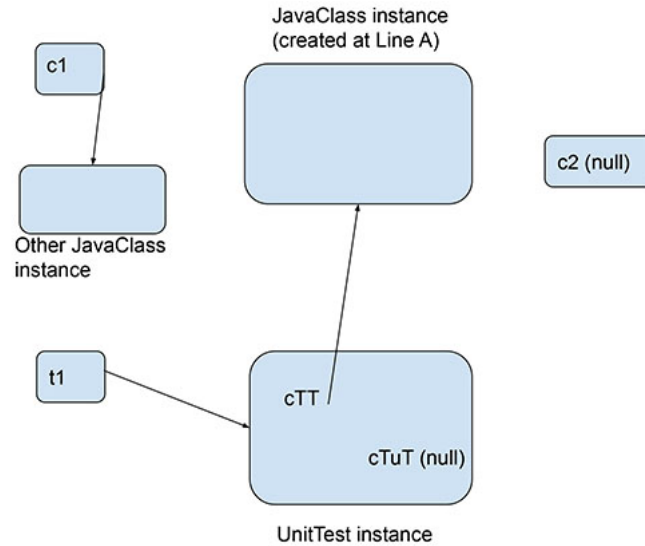 JavaClass instance
(created at Line A)
c1
c2 (null)
Other JavaClass
instance
t1
cTT
cTuT (null)
UnitTest instance